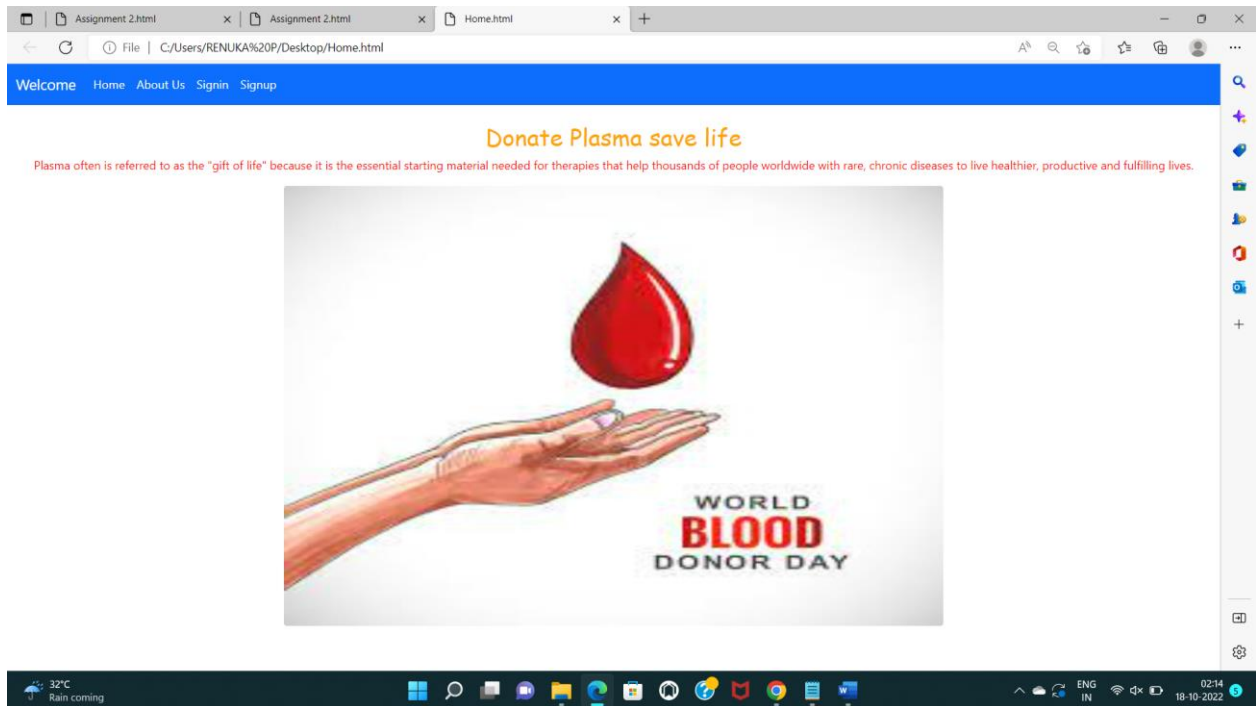 Assignment 2.html
Assignment 2.html
Home.html
File | C:/Users/RENUKA%20P/Desktop/Home.html
Welcome Home About Us Signin Signup
Donate Plasma save life
Plasma often is referred to as the "gift of life" because it is the essential starting material needed for therapies that help thousands of people worldwide with rare, chronic diseases to live healthier, productive and fulfilling lives.
WORLD
BLOOD
DONOR DAY
32°C
Rain coming
ENG
IN
02:14
18-10-2022
5